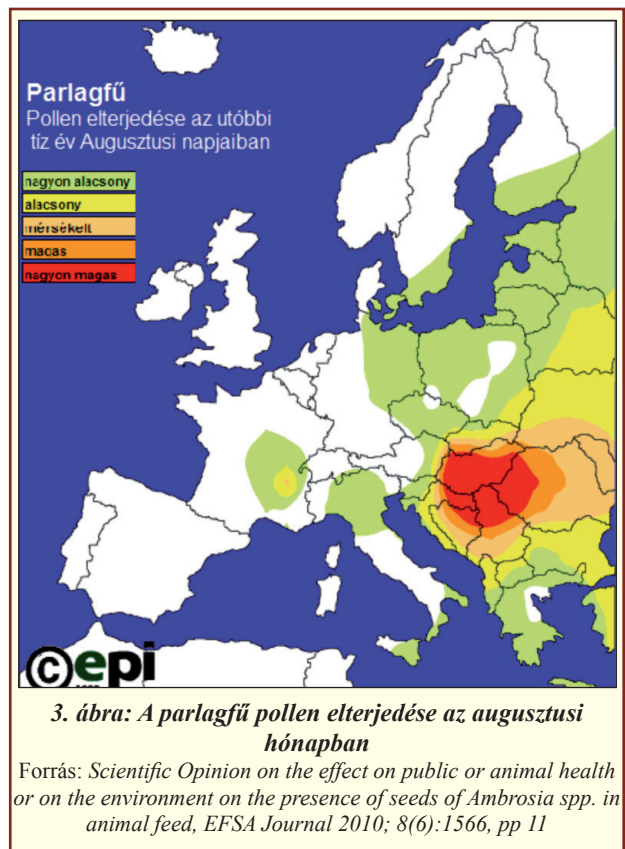 Parlagfű
Pollen elterjedése az utóbbi
tíz év Augusztusi napjaiban
nagyon alacsony
alacsony
mérsékelt
magas
nagyon magas
©epi
3. ábra: A parlagfű pollen elterjedése az augusztusi
hónapban
Forrás: Scientific Opinion on the effect on public or animal health
or on the environment on the presence of seeds of Ambrosia spp. in
animal feed, EFSA Journal 2010; 8(6):1566, pp 11